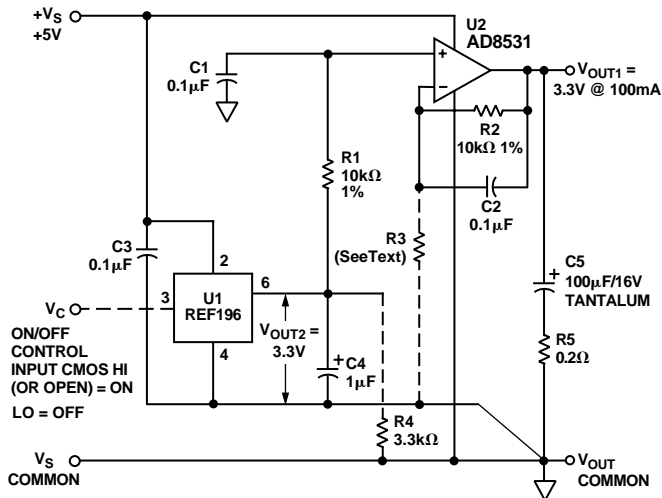 +VS
+5V
U2
AD8531
C1
0.1µF
+
−
VOUT1 =
3.3V @ 100mA
R2
10kΩ 1%
R1
10kΩ
1%
C2
0.1µF
R3
(SeeText)
C3
0.1µF
2
C5
+
100µF/16V
TANTALUM
VC
3
U1
REF196
6
4
ON/OFF
CONTROL
INPUT CMOS HI
(OR OPEN) = ON
LO = OFF
VOUT2 =
3.3V
+
C4
1µF
R5
0.2Ω
R4
3.3kΩ
VS
COMMON
VOUT
COMMON